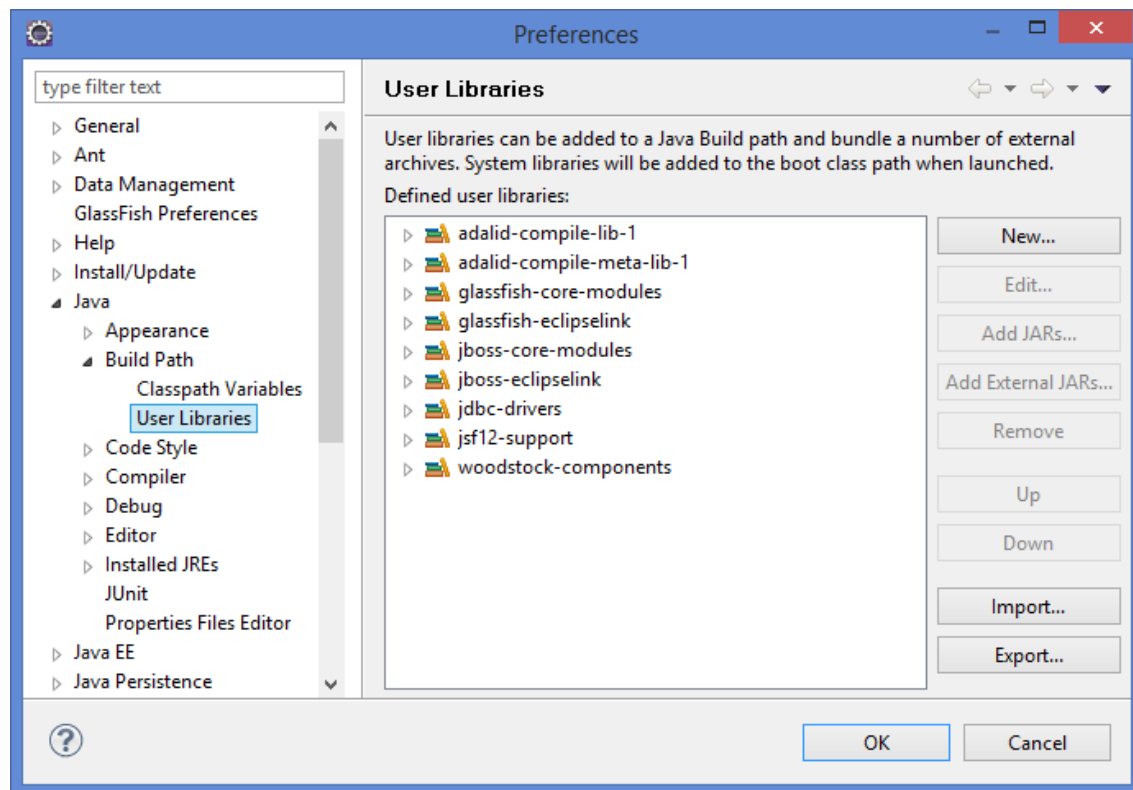 Preferences
type filter text
General
Ant
Data Management
GlassFish Preferences
Help
Install/Update
Java
Appearance
Build Path
Classpath Variables
User Libraries
Code Style
Compiler
Debug
Editor
Installed JREs
JUnit
Properties Files Editor
Java EE
Java Persistence
User Libraries
User libraries can be added to a Java Build path and bundle a number of external
archives. System libraries will be added to the boot class path when launched.
Defined user libraries:
adalid-compile-lib-1
adalid-compile-meta-lib-1
glassfish-core-modules
glassfish-eclipselink
jboss-core-modules
jboss-eclipselink
jdbc-drivers
jsf12-support
woodstock-components
New...
Edit...
Add JARs...
Add External JARs...
Remove
Up
Down
Import...
Export...
OK
Cancel